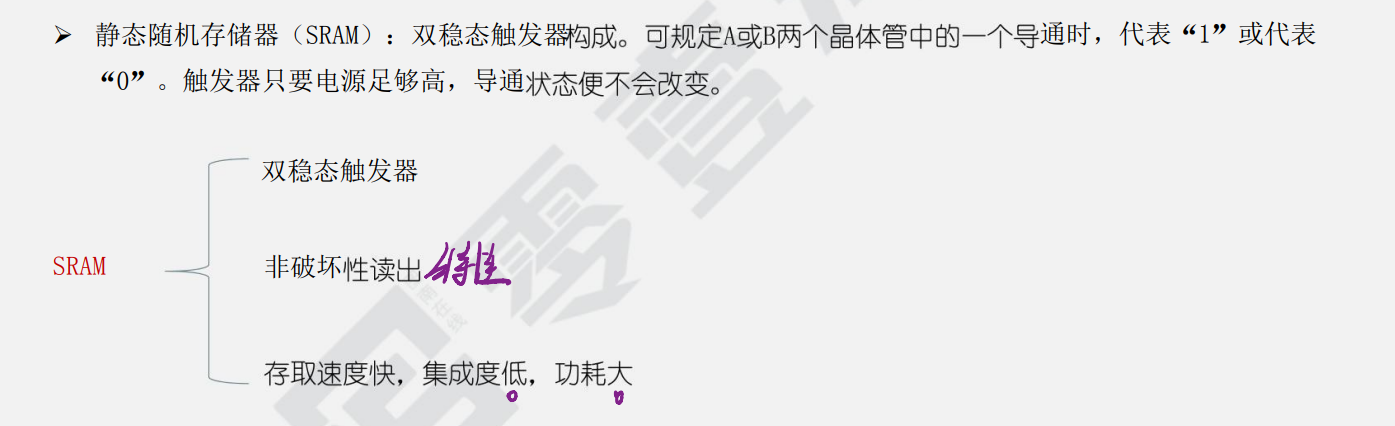 ➤ 静态随机存储器（SRAM）：双稳态触发器构成。可规定A或B两个晶体管中的一个导通时，代表“1”或代表
“0”。触发器只要电源足够高，导通状态便不会改变。
双稳态触发器
SRAM
非破坏性读出 特性
存取速度快，集成度低，功耗大
零壹